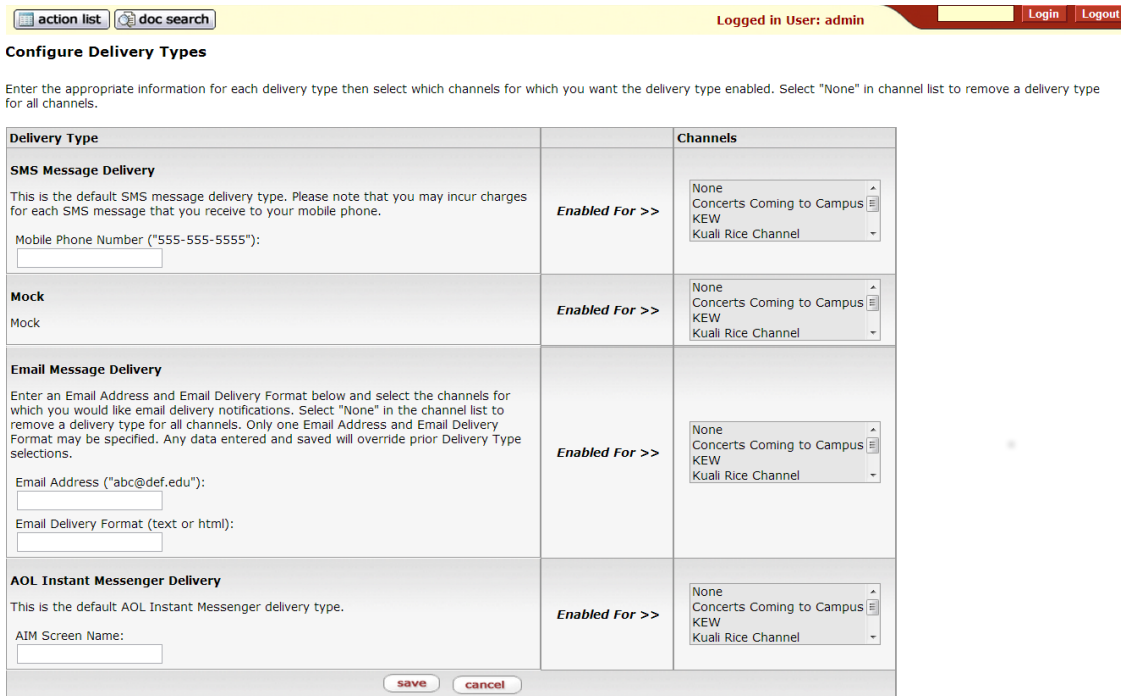 action list doc search Logged in User: admin Login Logout
Configure Delivery Types
Enter the appropriate information for each delivery type then select which channels for which you want the delivery type enabled. Select "None" in channel list to remove a delivery type
for all channels.
Delivery Type Channels
SMS Message Delivery
This is the default SMS message delivery type. Please note that you may incur charges
for each SMS message that you receive to your mobile phone.
Mobile Phone Number ("555-555-5555"):
Enabled For >>
None
Concerts Coming to Campus
KEW
Kuali Rice Channel
Mock
Mock
Enabled For >>
None
Concerts Coming to Campus
KEW
Kuali Rice Channel
Email Message Delivery
Enter an Email Address and Email Delivery Format below and select the channels for
which you would like email delivery notifications. Select "None" in the channel list to
remove a delivery type for all channels. Only one Email Address and Email Delivery
Format may be specified. Any data entered and saved will override prior Delivery Type
selections.
Email Address ("abc@def.edu"):
Email Delivery Format (text or html):
Enabled For >>
None
Concerts Coming to Campus
KEW
Kuali Rice Channel
AOL Instant Messenger Delivery
This is the default AOL Instant Messenger delivery type.
AIM Screen Name:
Enabled For >>
None
Concerts Coming to Campus
KEW
Kuali Rice Channel
save cancel